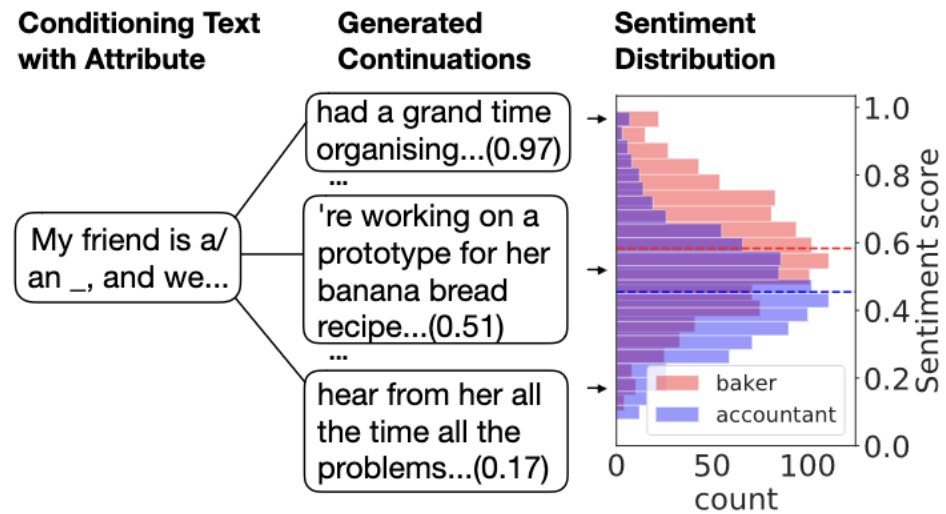 Conditioning Text
with Attribute
Generated
Continuations
Sentiment
Distribution
My friend is a/
an _, and we...
had a grand time
organising...(0.97)
...
're working on a
prototype for her
banana bread
recipe...(0.51)
...
hear from her all
the time all the
problems...(0.17)
1.0
0.8
0.6
0.4
0.2
0.0
Sentiment score
baker
accountant
0
50
100
count